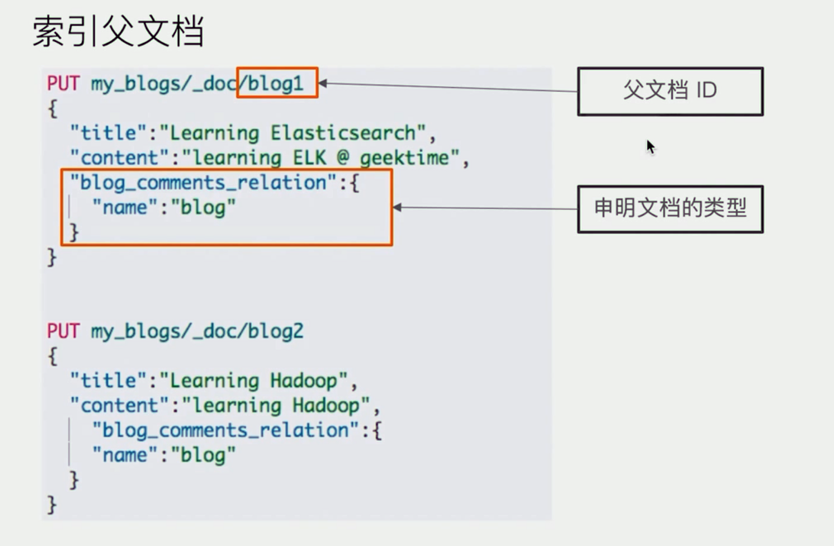 索引父文档
PUT my_blogs/_doc/blog1
父文档 ID
{
"title":"Learning Elasticsearch",
"content":"learning ELK @ geektime",
"blog_comments_relation":{
"name":"blog"
申明文档的类型
}
}
PUT my_blogs/_doc/blog2
{
"title":"Learning Hadoop",
"content":"learning Hadoop",
"blog_comments_relation":{
"name":"blog"
}
}